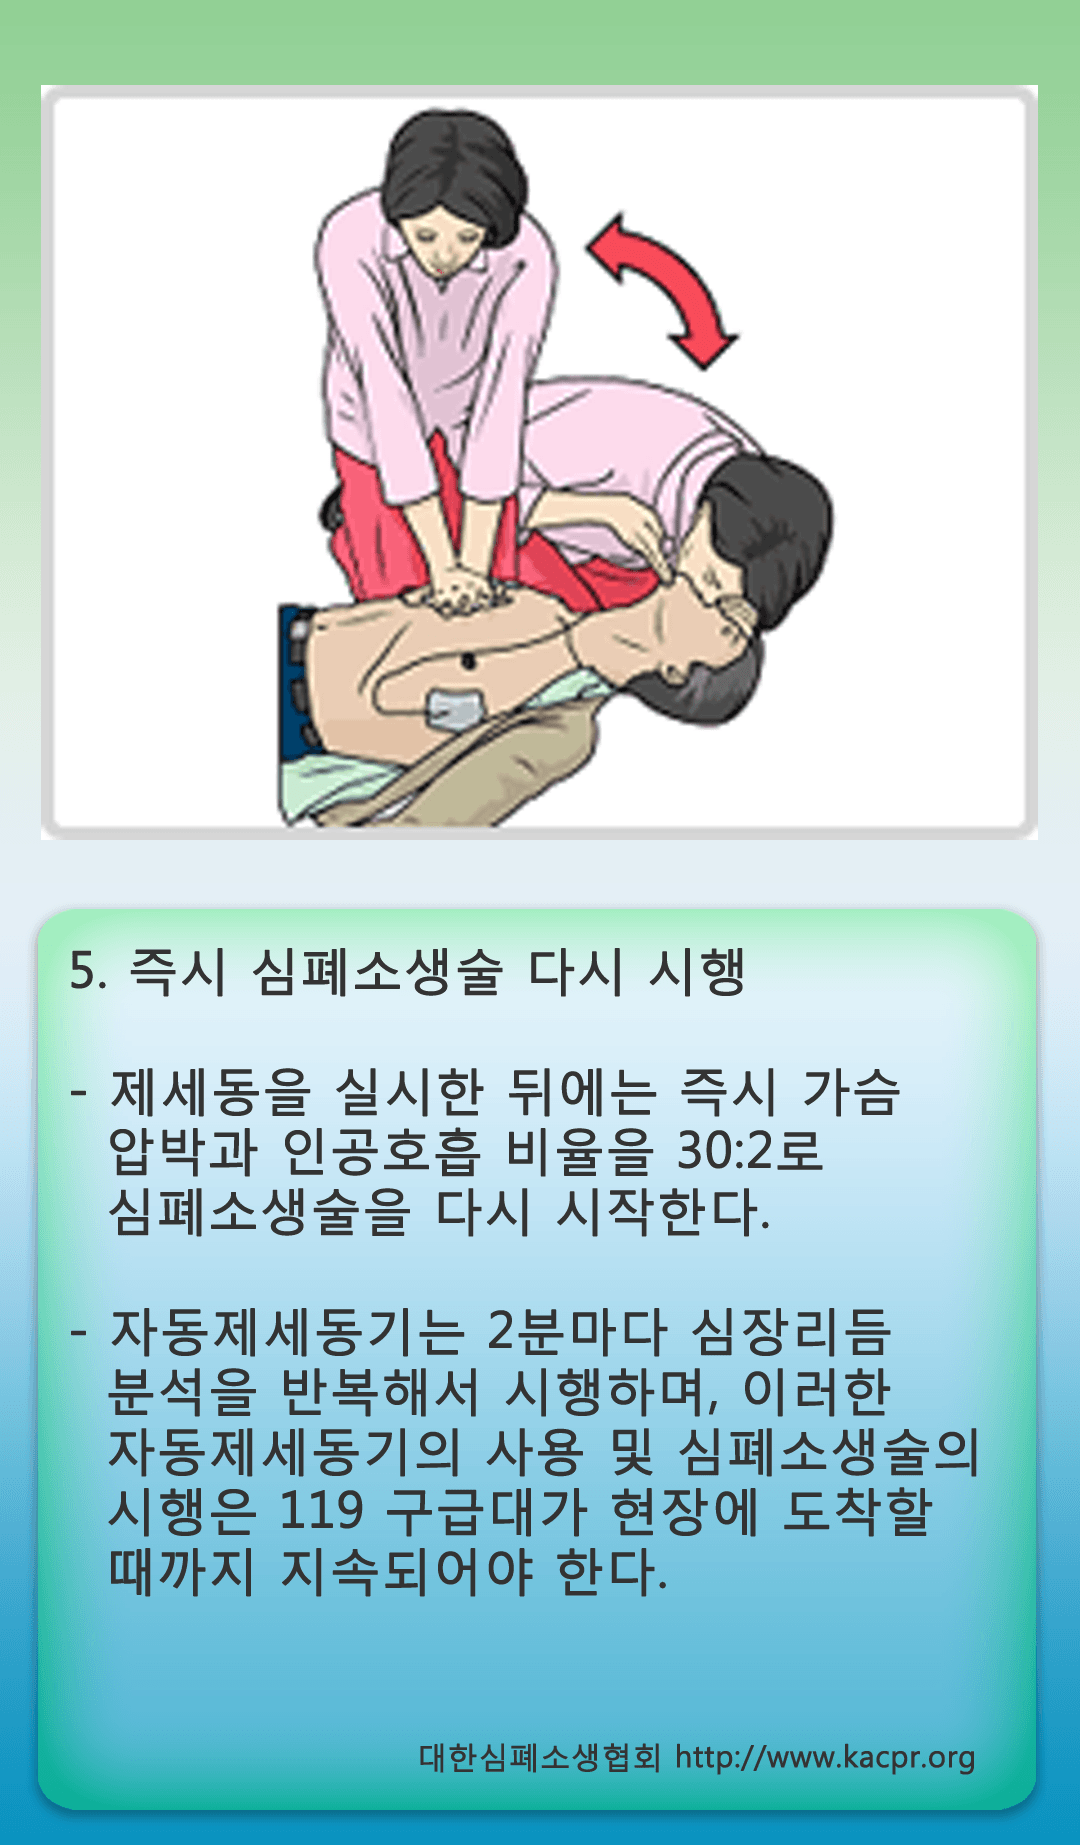 5. 즉시 심폐소생술 다시 시행
- 제세동을 실시한 뒤에는 즉시 가슴
압박과 인공호흡 비율을 30:2로
심폐소생술을 다시 시작한다.
- 자동제세동기는 2분마다 심장리듬
분석을 반복해서 시행하며, 이러한
자동제세동기의 사용 및 심폐소생술의
시행은 119 구급대가 현장에 도착할
때까지 지속되어야 한다.
대한심폐소생협회 http://www.kacpr.org